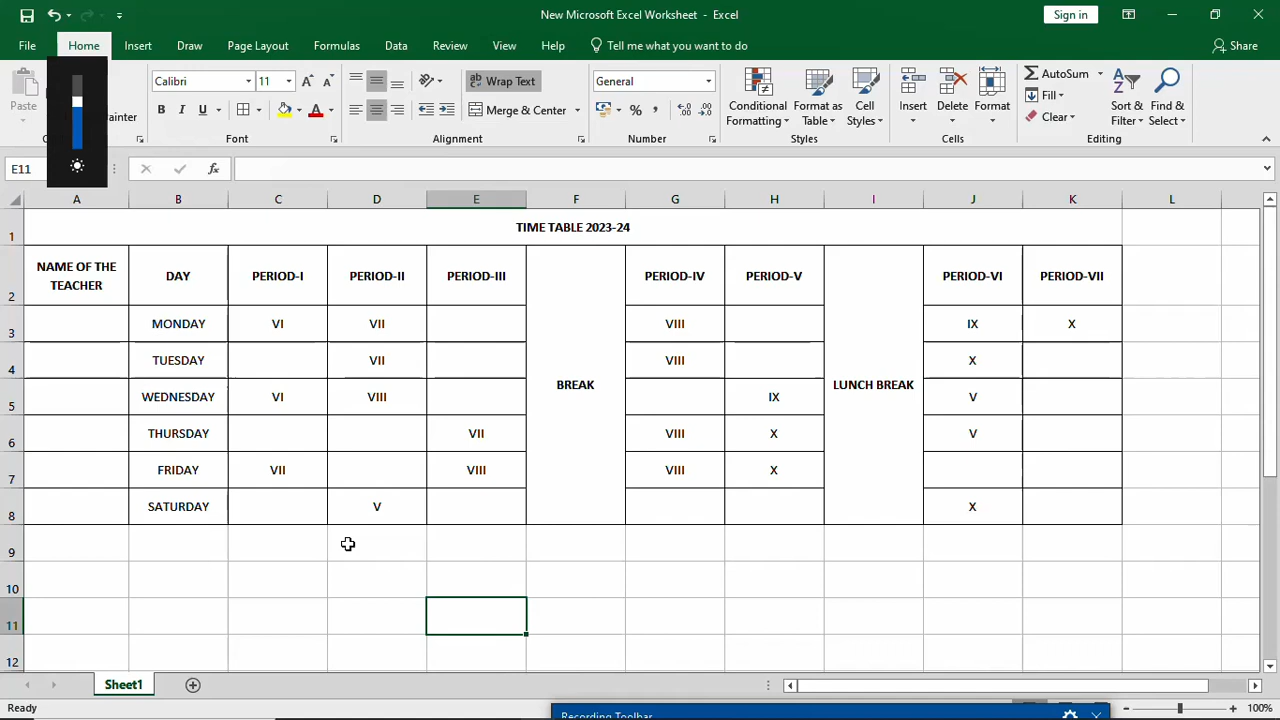 New Microsoft Excel Worksheet - Excel
Sign in
File Home Insert Draw Page Layout Formulas Data Review View Help Tell me what you want to do Share
Paste
Painter
Calibri 11
B I U
Font
Wrap Text
Merge & Center
Alignment
General
Number
Conditional Formatting
Format as Table
Cell Styles
Styles
Insert
Delete
Format
Cells
AutoSum
Fill
Clear
Sort & Filter
Find & Select
Editing
E11
fx
A B C D E F G H I J K L
1 TIME TABLE 2023-24
2 NAME OF THE TEACHER DAY PERIOD-I PERIOD-II PERIOD-III PERIOD-IV PERIOD-V PERIOD-VI PERIOD-VII
3 MONDAY VI VII VIII IX X
4 TUESDAY VII VIII X
BREAK LUNCH BREAK
5 WEDNESDAY VI VIII IX V
6 THURSDAY VII VIII X V
7 FRIDAY VII VIII VIII X
8 SATURDAY V X
9
10
11
12
Sheet1
Ready
Recording Toolbar
100%